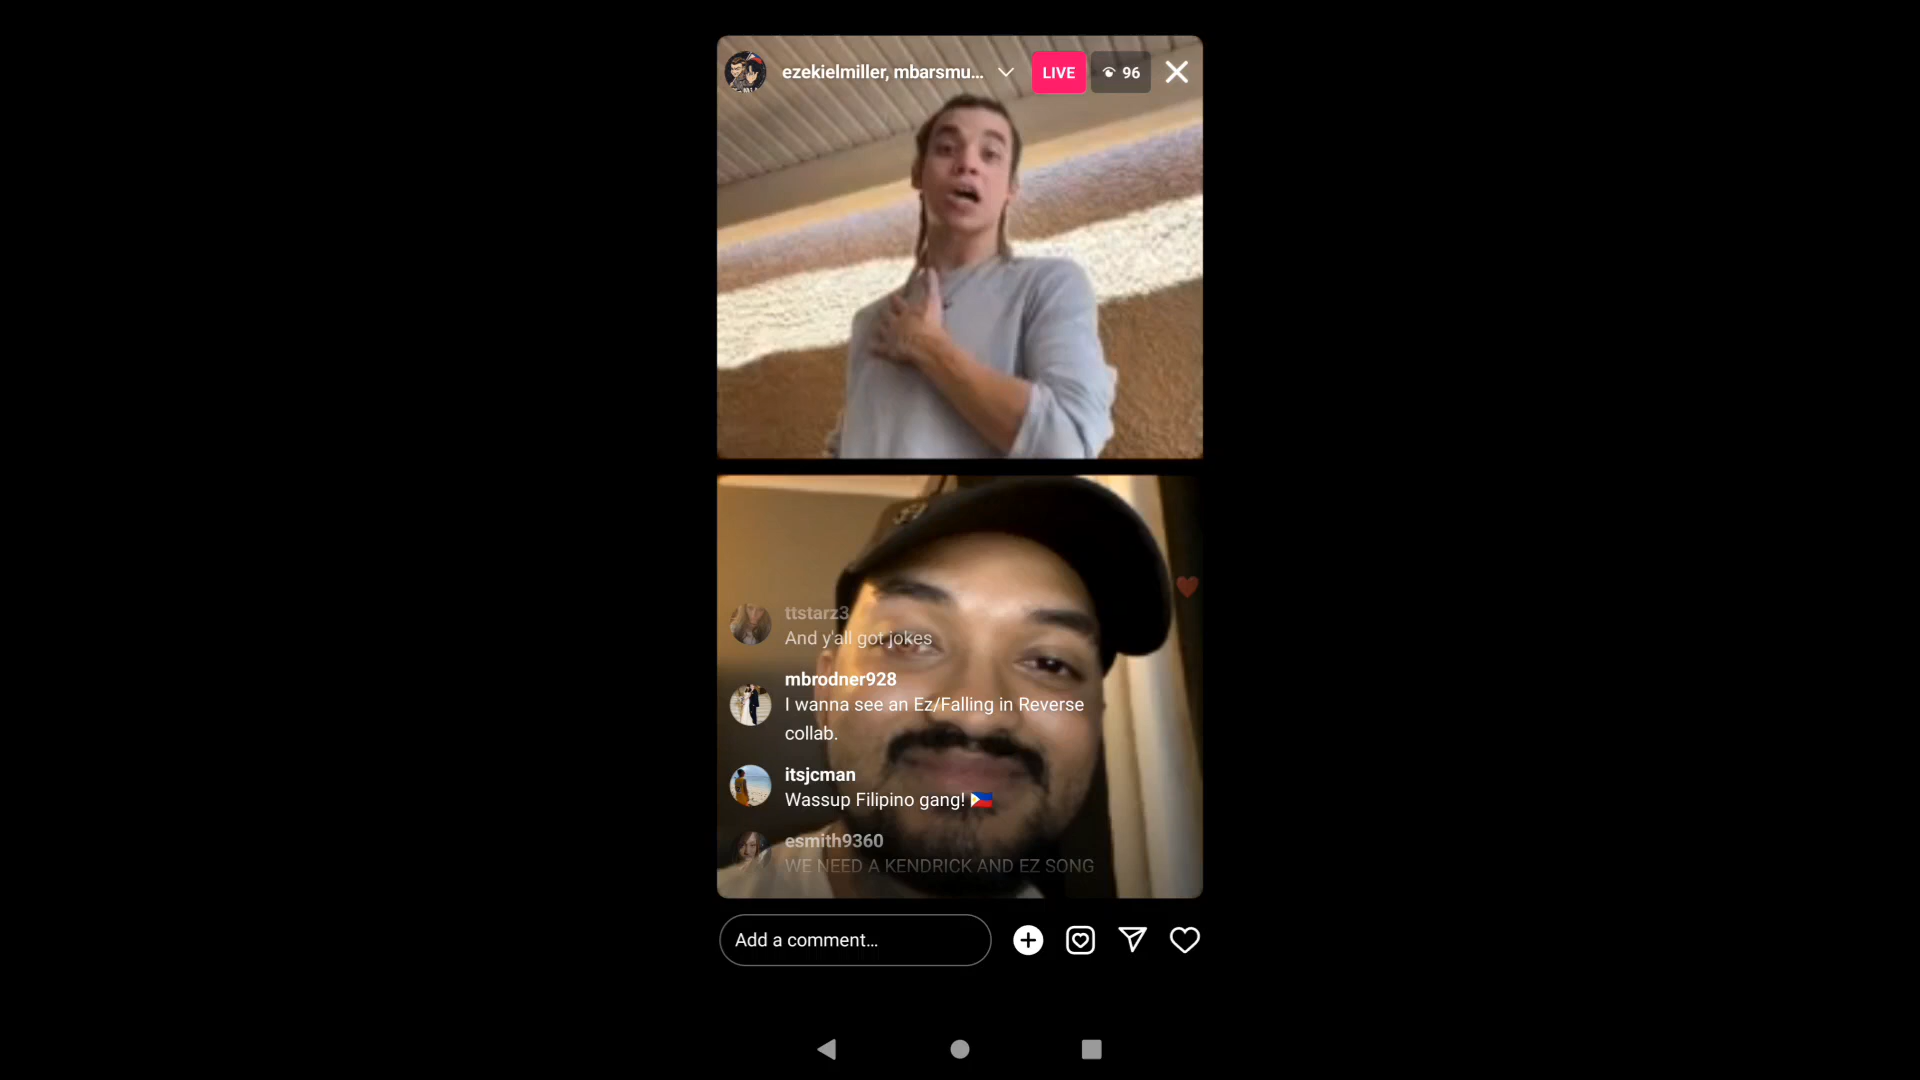 ezekielmiller, mbarsmu...
LIVE
96
ttstarz3
And y'all got jokes
mbrodner928
I wanna see an Ez/Falling in Reverse
collab.
itsjcman
Wassup Filipino gang! 🇵🇭
esmith9360
WE NEED A KENDRICK AND EZ SONG
Add a comment...